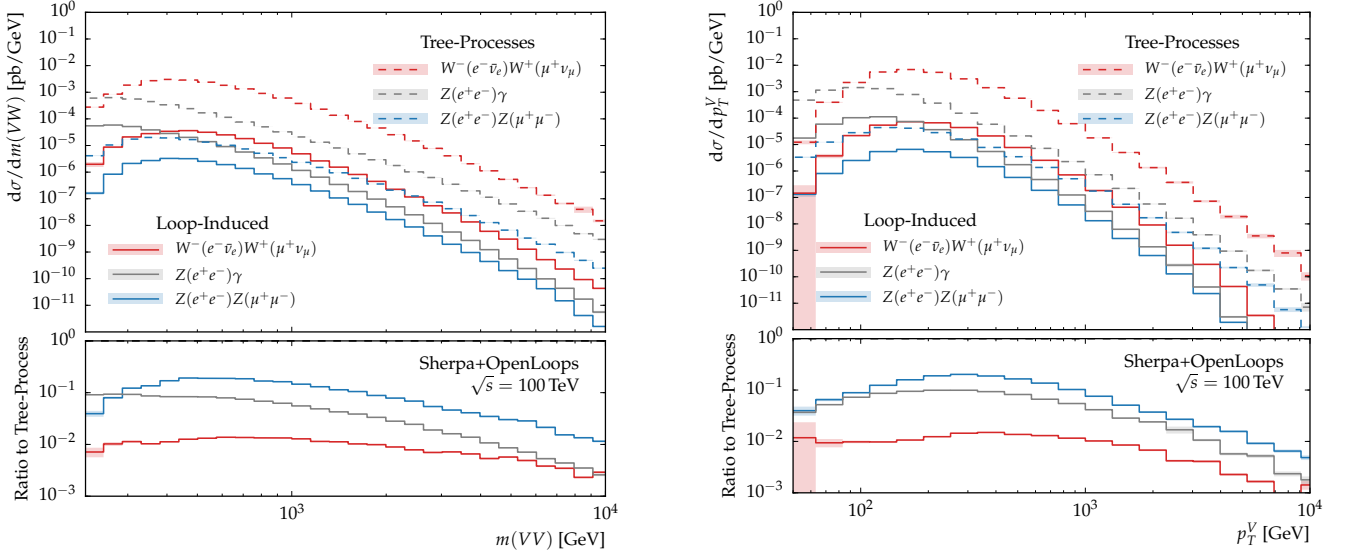 10^0
10^-1
10^-2
10^-3
10^-4
10^-5
10^-6
10^-7
10^-8
10^-9
10^-10
10^-11
dσ/dm(VV) [pb/GeV]
Tree-Processes
W^-(e^- ν̄_e)W^+(μ^+ ν_μ)
Z(e^+e^-)γ
Z(e^+e^-)Z(μ^+μ^-)
Loop-Induced
W^-(e^- ν̄_e)W^+(μ^+ ν_μ)
Z(e^+e^-)γ
Z(e^+e^-)Z(μ^+μ^-)
10^0
10^-1
10^-2
10^-3
Ratio to Tree-Process
Sherpa+OpenLoops
√s = 100 TeV
10^3
10^4
m(VV) [GeV]
10^0
10^-1
10^-2
10^-3
10^-4
10^-5
10^-6
10^-7
10^-8
10^-9
10^-10
10^-11
dσ/dp_T^V [pb/GeV]
Tree-Processes
W^-(e^- ν̄_e)W^+(μ^+ ν_μ)
Z(e^+e^-)γ
Z(e^+e^-)Z(μ^+μ^-)
Loop-Induced
W^-(e^- ν̄_e)W^+(μ^+ ν_μ)
Z(e^+e^-)γ
Z(e^+e^-)Z(μ^+μ^-)
10^0
10^-1
10^-2
10^-3
Ratio to Tree-Process
Sherpa+OpenLoops
√s = 100 TeV
10^2
10^3
10^4
p_T^V [GeV]